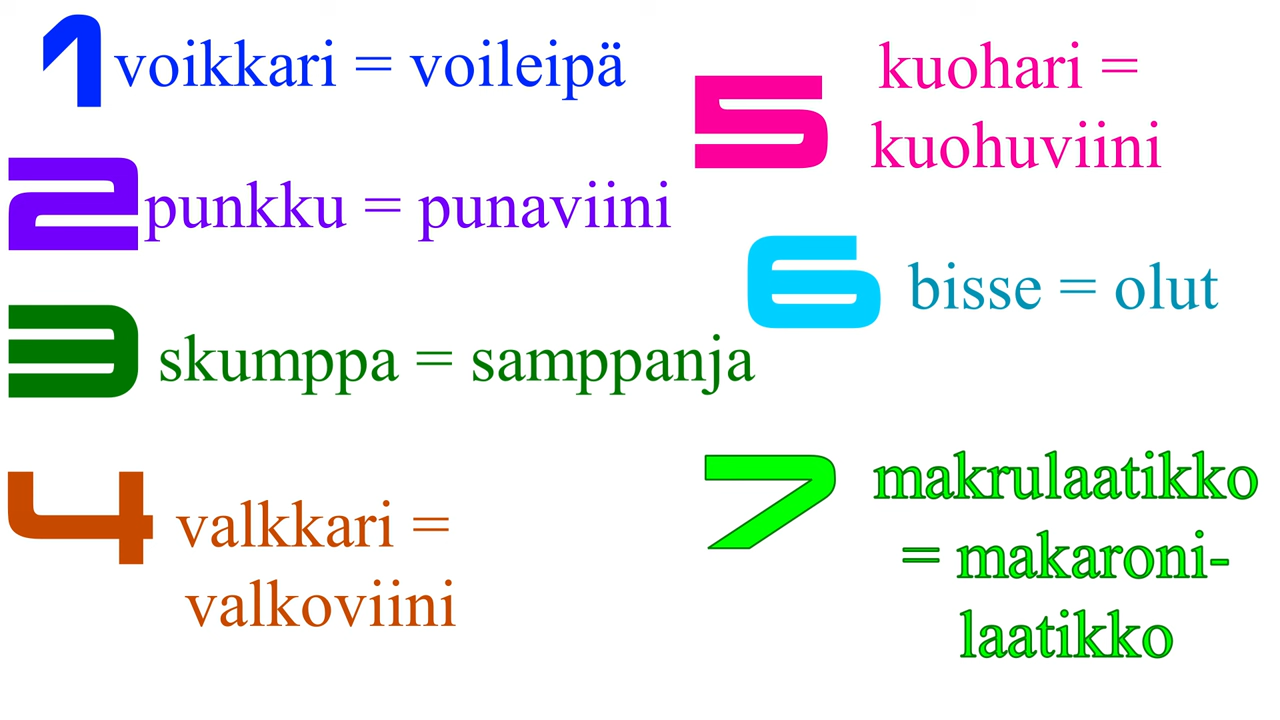 1 voikkari = voileipä
2 punkku = punaviini
3 skumppa = samppanja
4 valkkari =
valkoviini
5 kuohari =
kuohuviini
6 bisse = olut
7 makrulaatikko
= makaroni-
laatikko